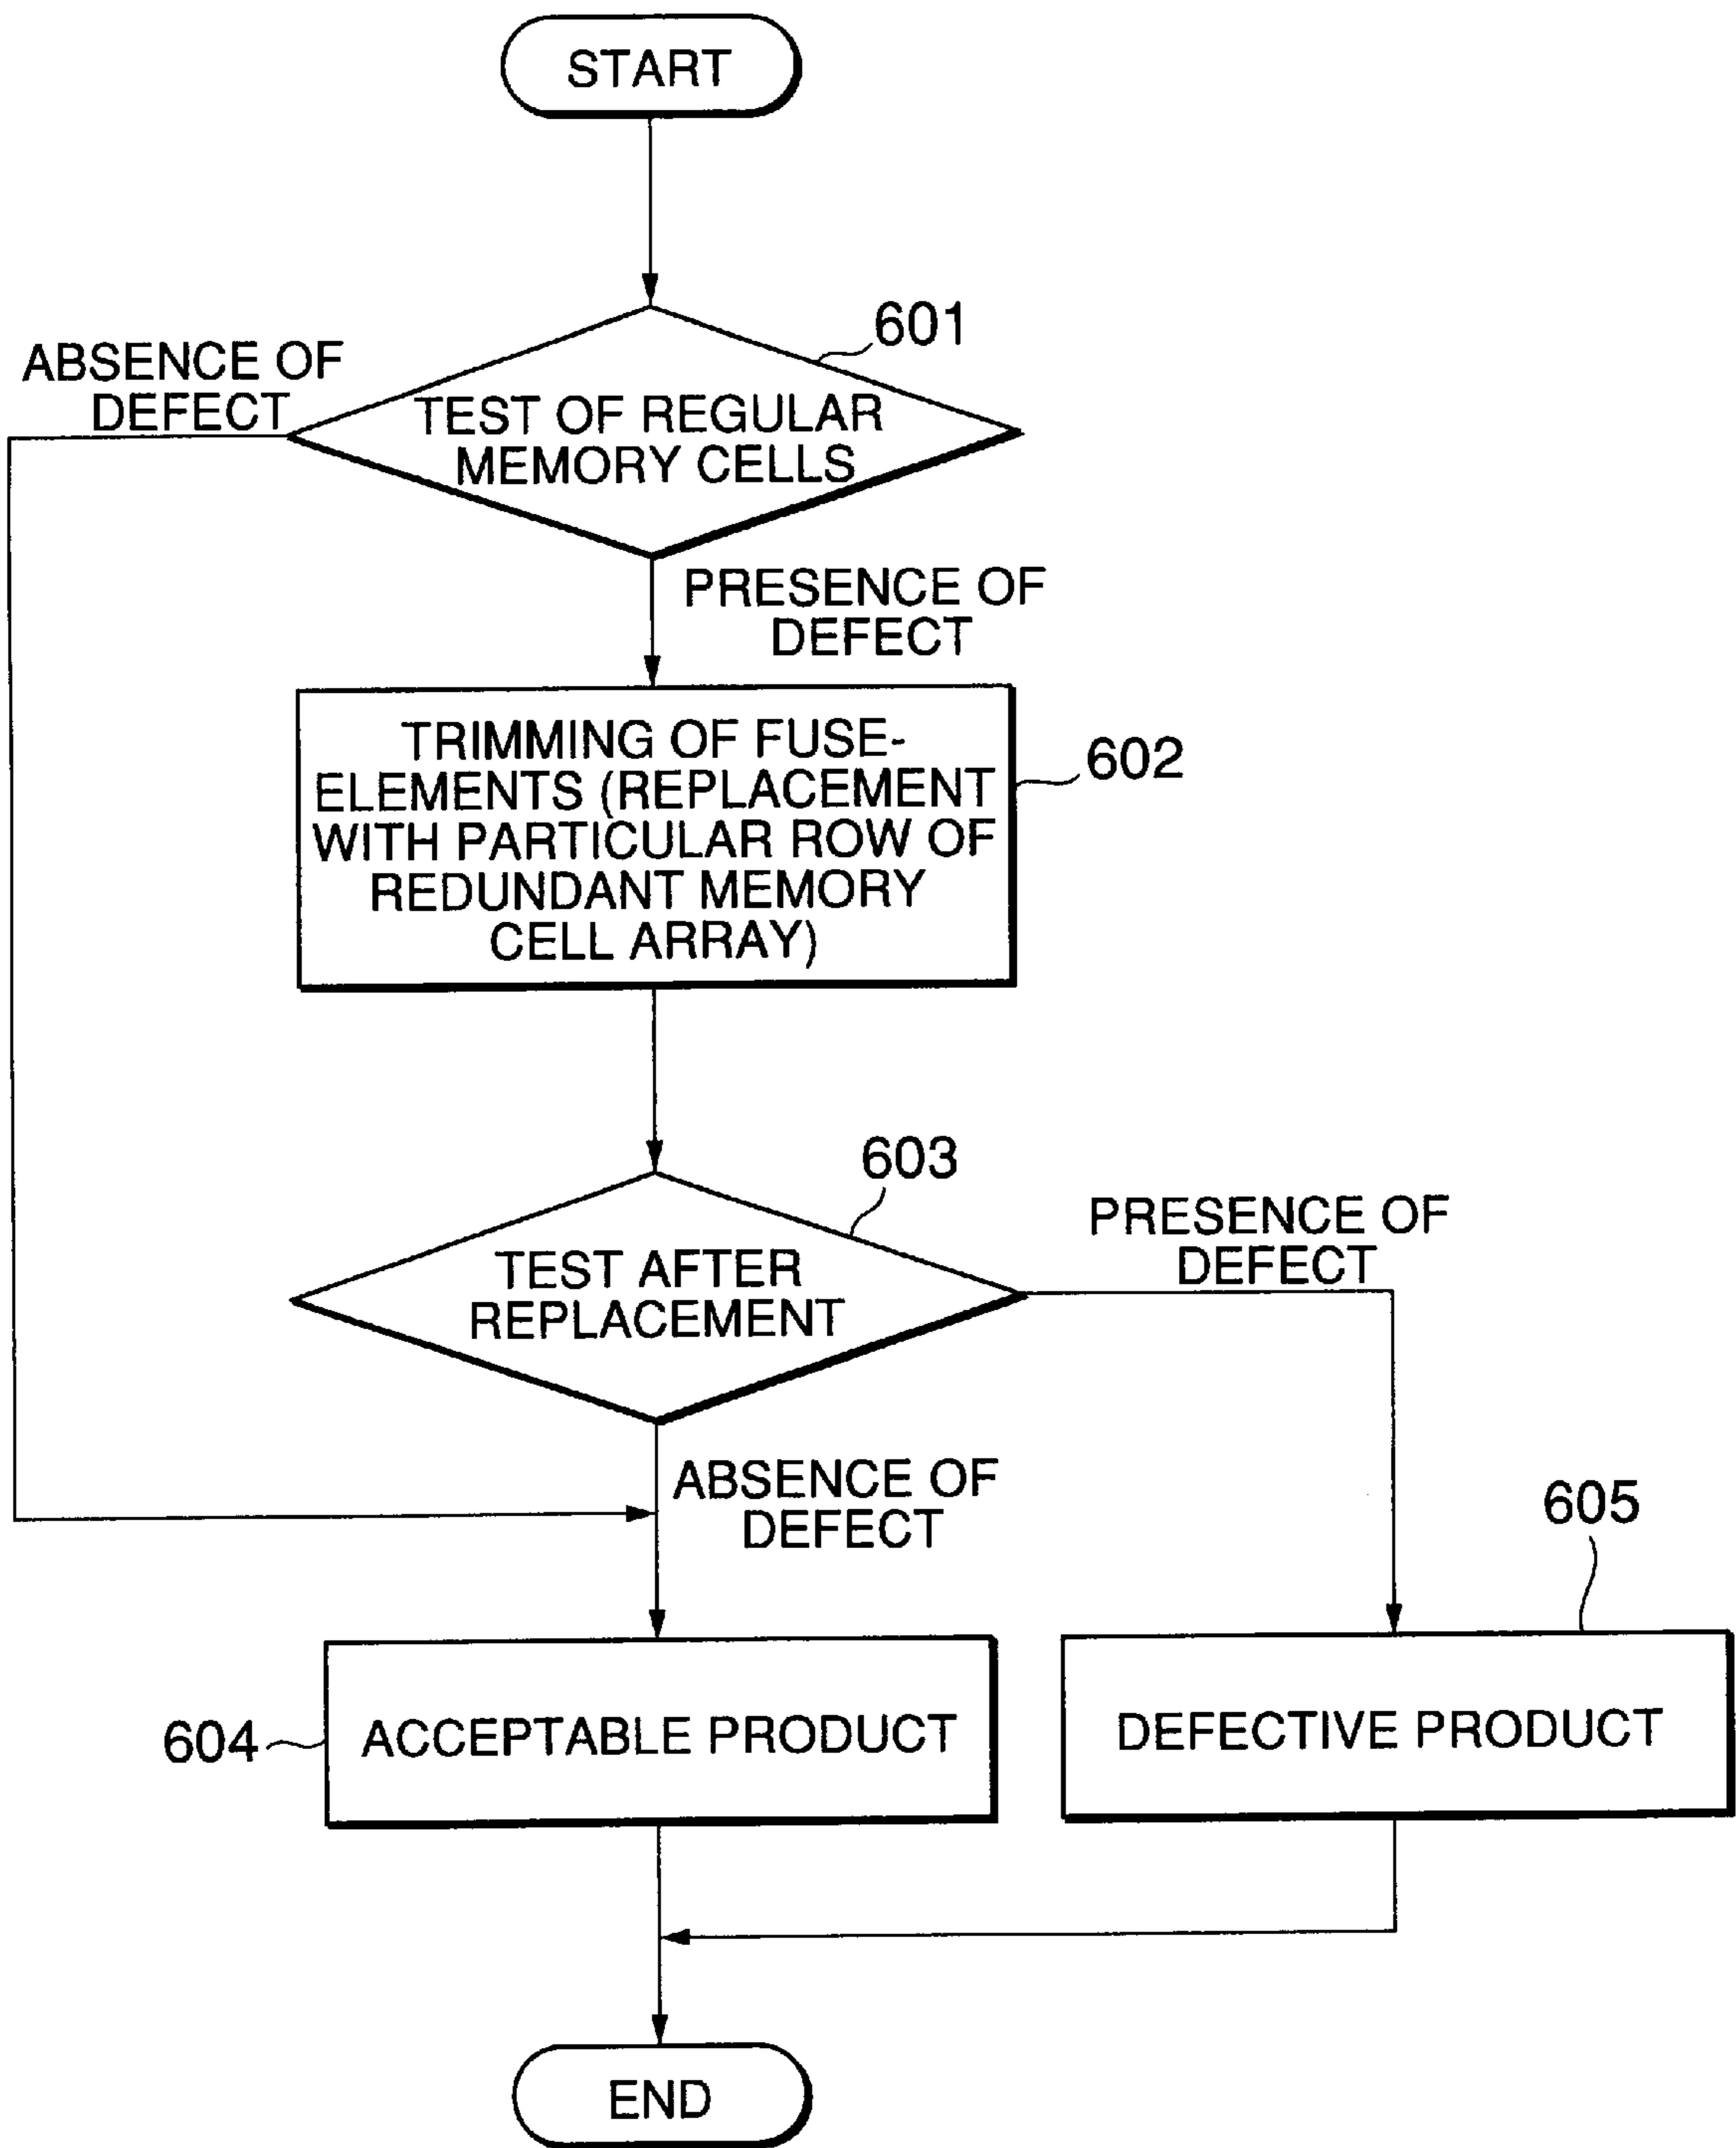 START
601
ABSENCE OF
DEFECT
TEST OF REGULAR
MEMORY CELLS
PRESENCE OF
DEFECT
TRIMMING OF FUSE-
ELEMENTS (REPLACEMENT
WITH PARTICULAR ROW OF
REDUNDANT MEMORY
CELL ARRAY)
602
603
TEST AFTER
REPLACEMENT
PRESENCE OF
DEFECT
ABSENCE OF
DEFECT
605
604
ACCEPTABLE PRODUCT
DEFECTIVE PRODUCT
END